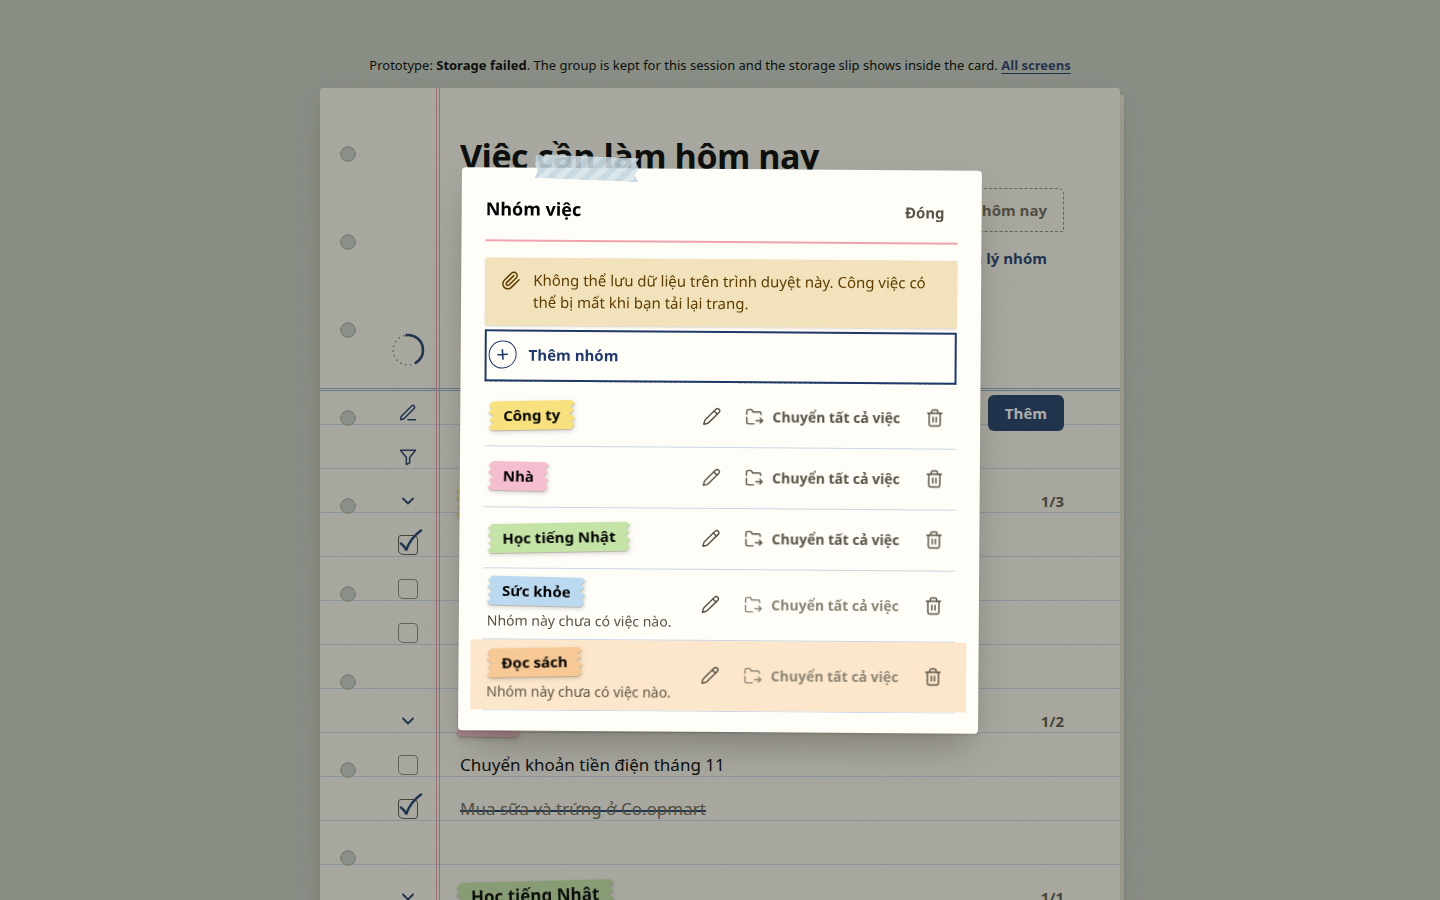 Prototype: Storage failed. The group is kept for this session and the storage slip shows inside the card. All screens
Việc cần làm hôm nay
hôm nay
lý nhóm
Nhóm việc
Đóng
Không thể lưu dữ liệu trên trình duyệt này. Công việc có
thể bị mất khi bạn tải lại trang.
Thêm nhóm
Thêm
Công ty
Chuyển tất cả việc
Nhà
Chuyển tất cả việc
1/3
Học tiếng Nhật
Chuyển tất cả việc
Sức khỏe
Chuyển tất cả việc
Nhóm này chưa có việc nào.
Đọc sách
Chuyển tất cả việc
Nhóm này chưa có việc nào.
1/2
Chuyển khoản tiền điện tháng 11
Mua sữa và trứng ở Co.opmart
Học tiếng Nhật
1/1